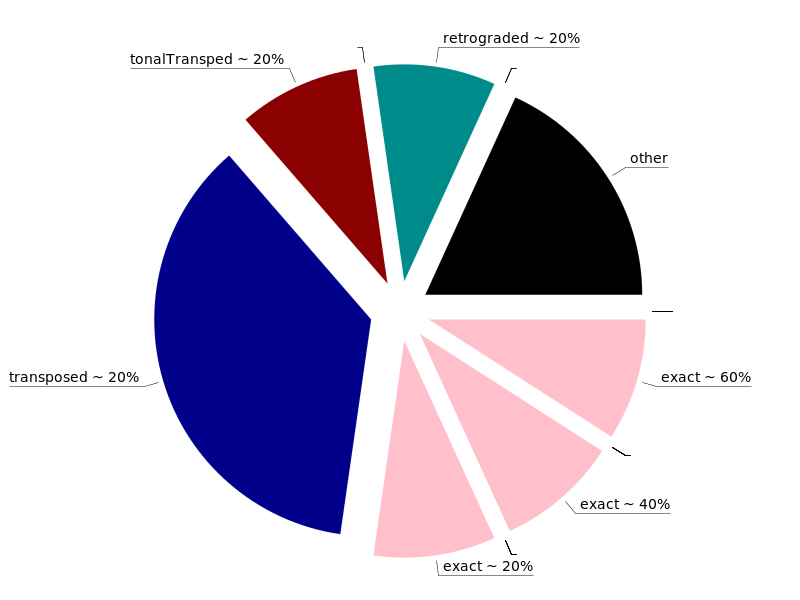 retrograded ~ 20%
tonalTransped ~ 20%
other
transposed ~ 20%
exact ~ 60%
exact ~ 40%
exact ~ 20%